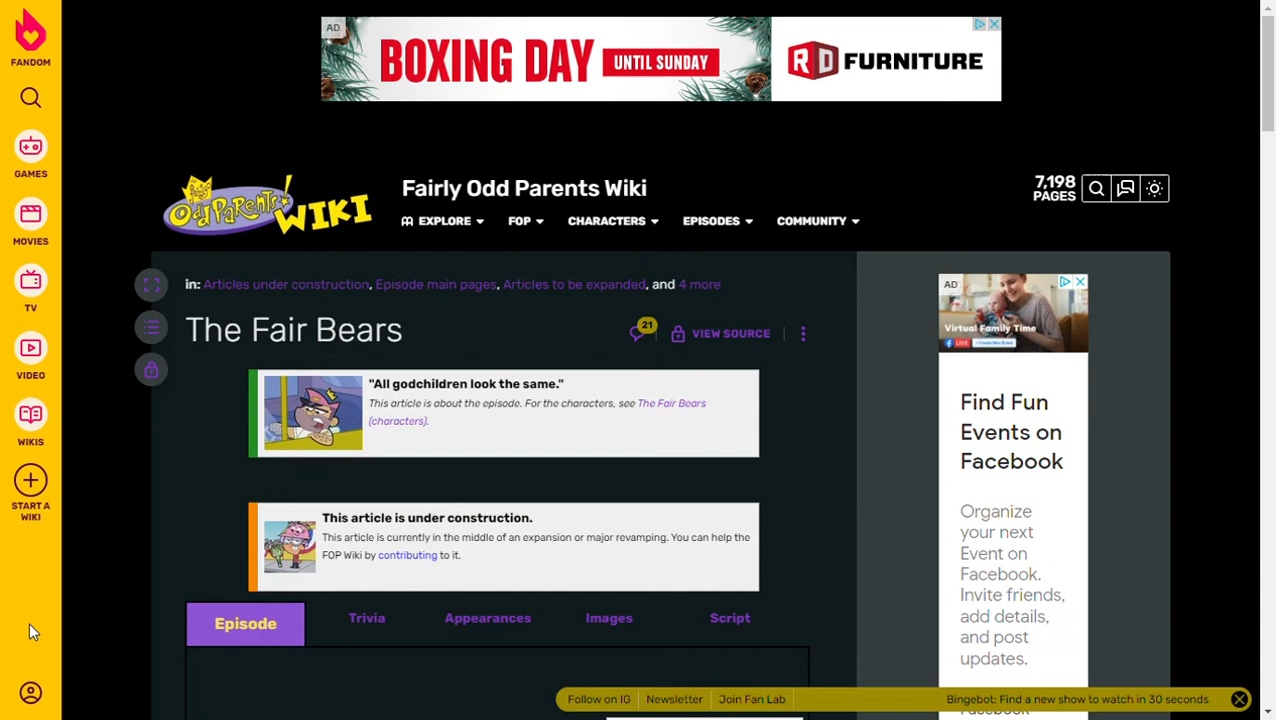 AD
BOXING DAY
UNTIL SUNDAY
RD FURNITURE
FANDOM
GAMES
MOVIES
TV
VIDEO
WIKIS
START A
WIKI
Odd Parents!
WIKI
Fairly Odd Parents Wiki
7,198
PAGES
EXPLORE
FOP
CHARACTERS
EPISODES
COMMUNITY
in: Articles under construction, Episode main pages, Articles to be expanded, and 4 more
The Fair Bears
21
VIEW SOURCE
"All godchildren look the same."
This article is about the episode. For the characters, see The Fair Bears
(characters).
This article is under construction.
This article is currently in the middle of an expansion or major revamping. You can help the
FOP Wiki by contributing to it.
Episode
Trivia
Appearances
Images
Script
AD
Virtual Family Time
LIVE
+ Create New Event
Find Fun
Events on
Facebook
Organize
your next
Event on
Facebook.
Invite friends,
add details,
and post
updates.
Follow on IG
Newsletter
Join Fan Lab
Bingebot: Find a new show to watch in 30 seconds